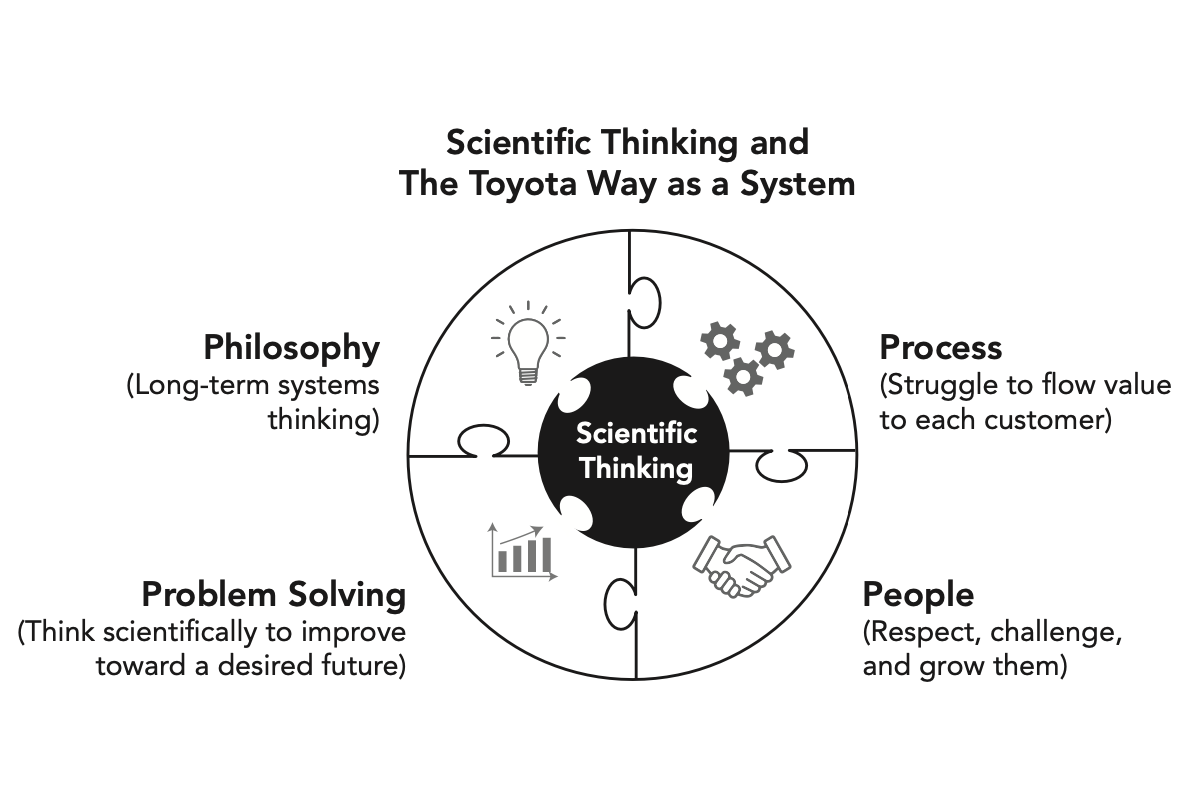 Scientific Thinking and
The Toyota Way as a System
Philosophy
(Long-term systems
thinking)
Process
(Struggle to flow value
to each customer)
Scientific
Thinking
Problem Solving
(Think scientifically to improve
toward a desired future)
People
(Respect, challenge,
and grow them)